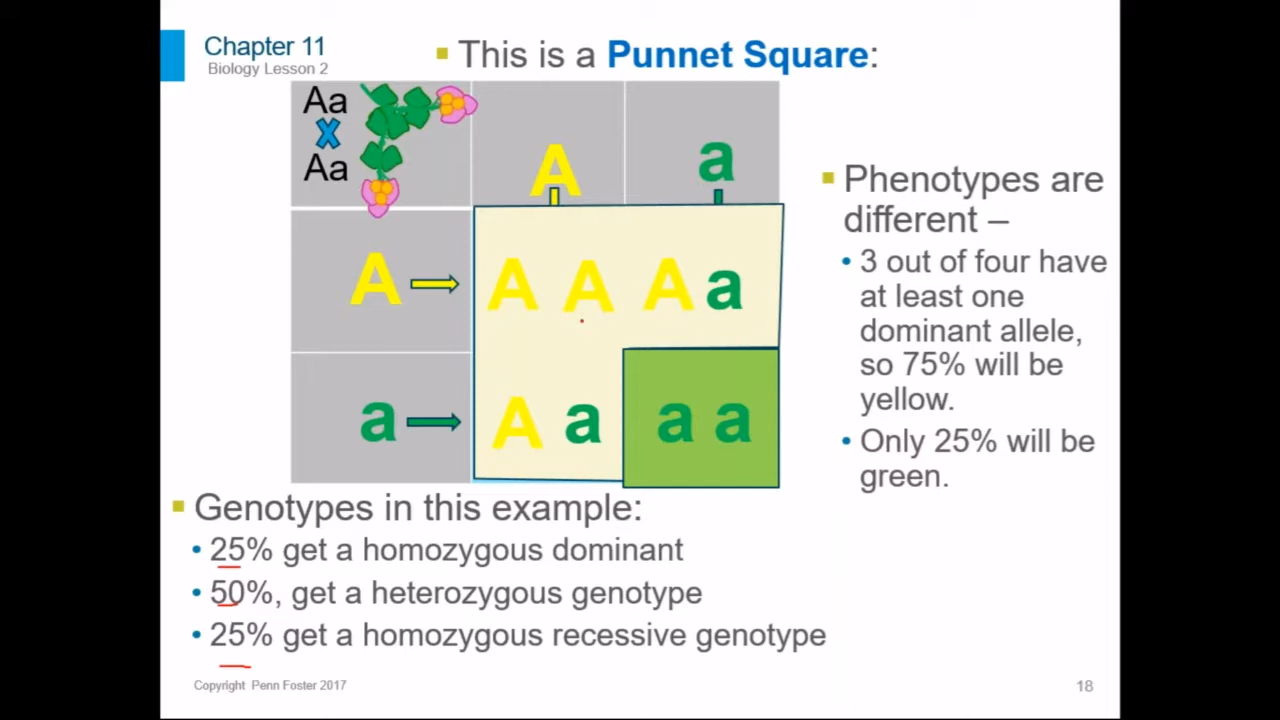 Chapter 11
Biology Lesson 2
This is a Punnet Square:
Aa
X
Aa
A
a
A
A A
A a
a
A a
a a
Phenotypes are
different –
3 out of four have
at least one
dominant allele,
so 75% will be
yellow.
Only 25% will be
green.
Genotypes in this example:
25% get a homozygous dominant
50%, get a heterozygous genotype
25% get a homozygous recessive genotype
Copyright Penn Foster 2017
18